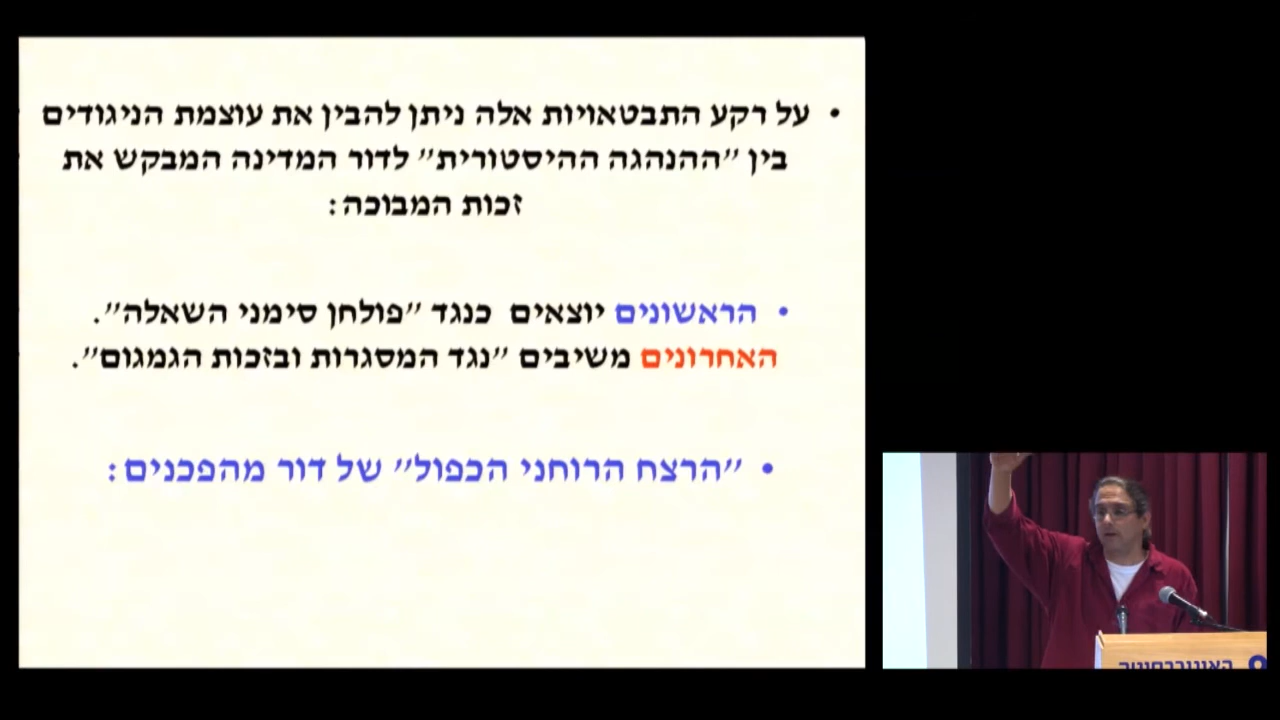 • על רקע התבטאויות אלה ניתן להבין את עוצמת הניגודים
בין "ההנהגה ההיסטורית" לדור המדינה המבקש את
זכות המבוכה:
• הראשונים יוצאים כנגד "פולחן סימני השאלה".
האחרונים משיבים "נגד המסגרות ובזכות הגמגום".
• "הרצח הרוחני הכפול" של דור מהפכנים:
האוניברסיטה